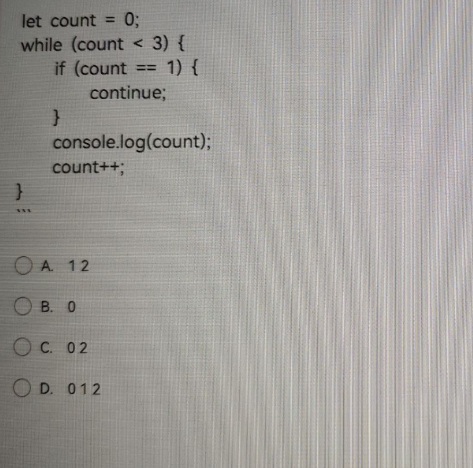 let count = 0;
while (count < 3) {
if (count == 1) {
continue;
}
console.log(count);
count++;
}
```
A. 1 2
B. 0
C. 0 2
D. 0 1 2